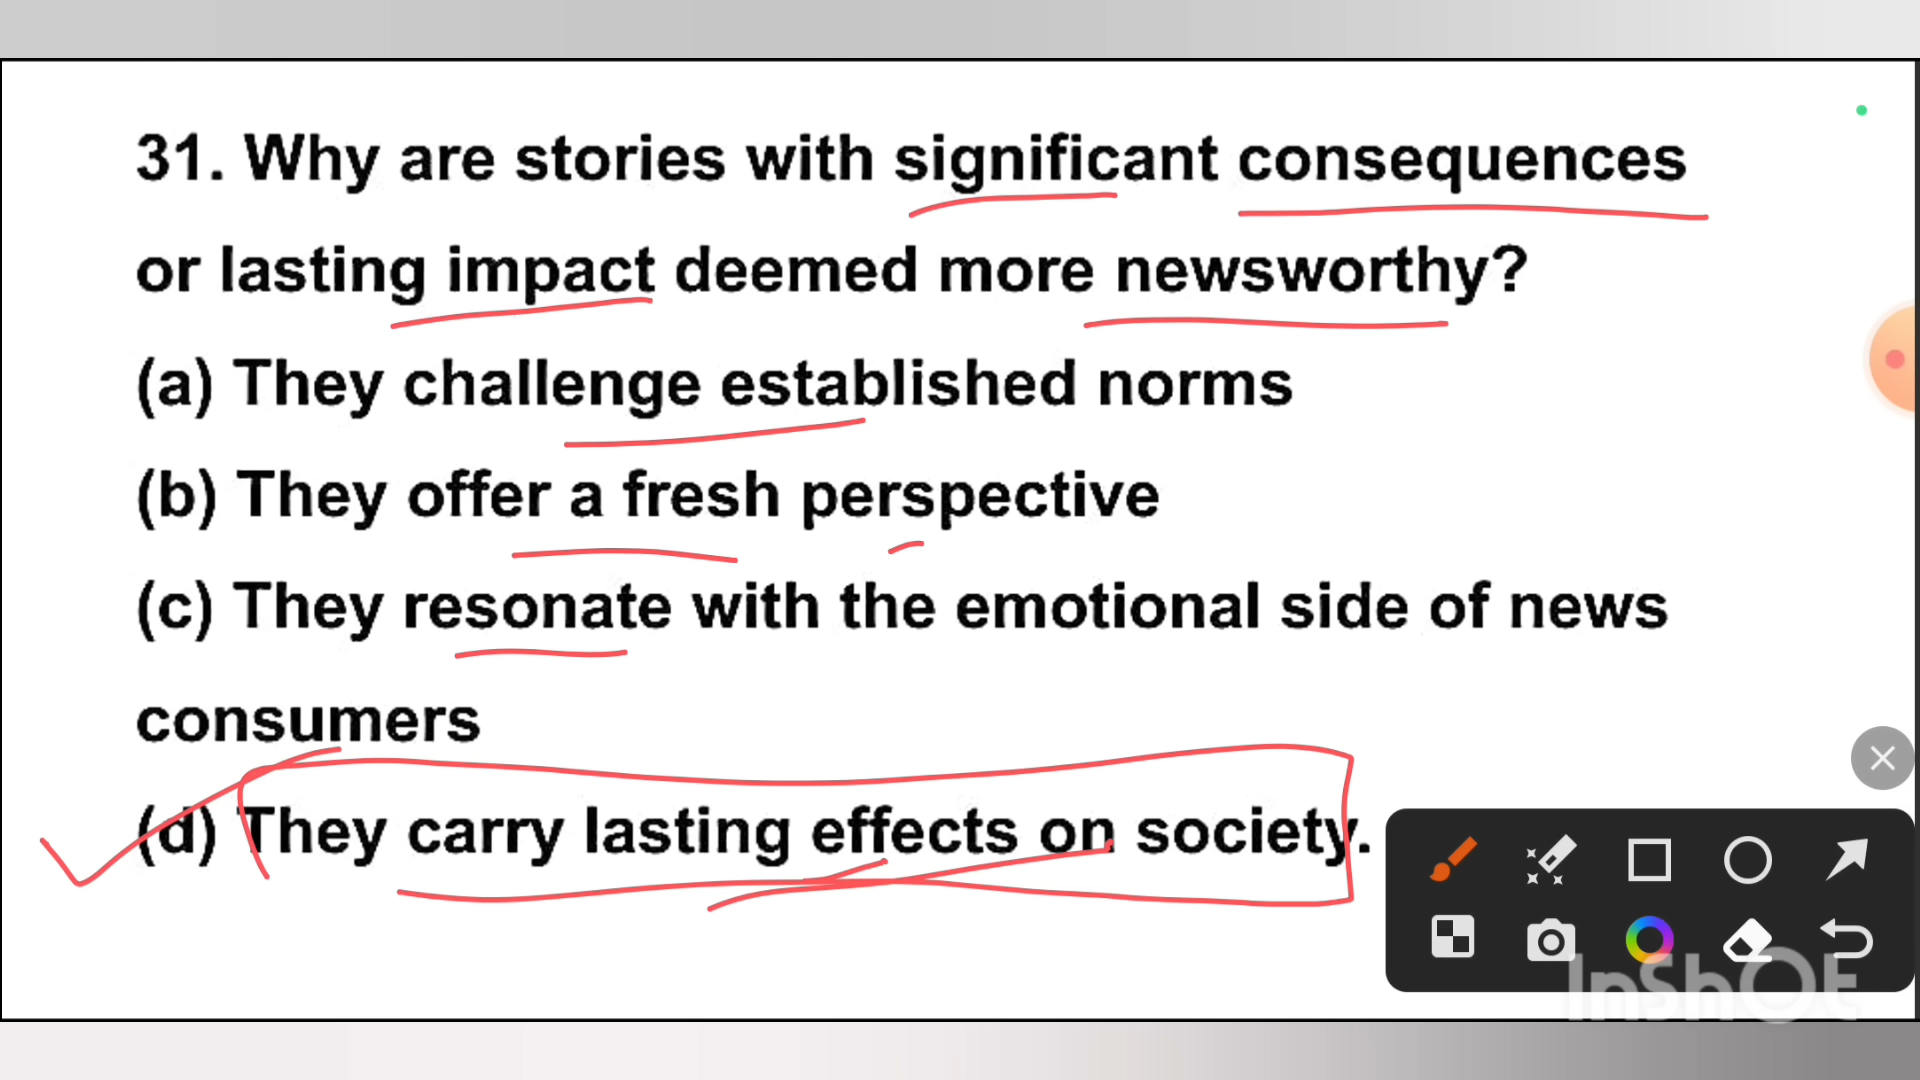 31. Why are stories with significant consequences
or lasting impact deemed more newsworthy?
(a) They challenge established norms
(b) They offer a fresh perspective
(c) They resonate with the emotional side of news
consumers
(d) They carry lasting effects on society.
InShOt